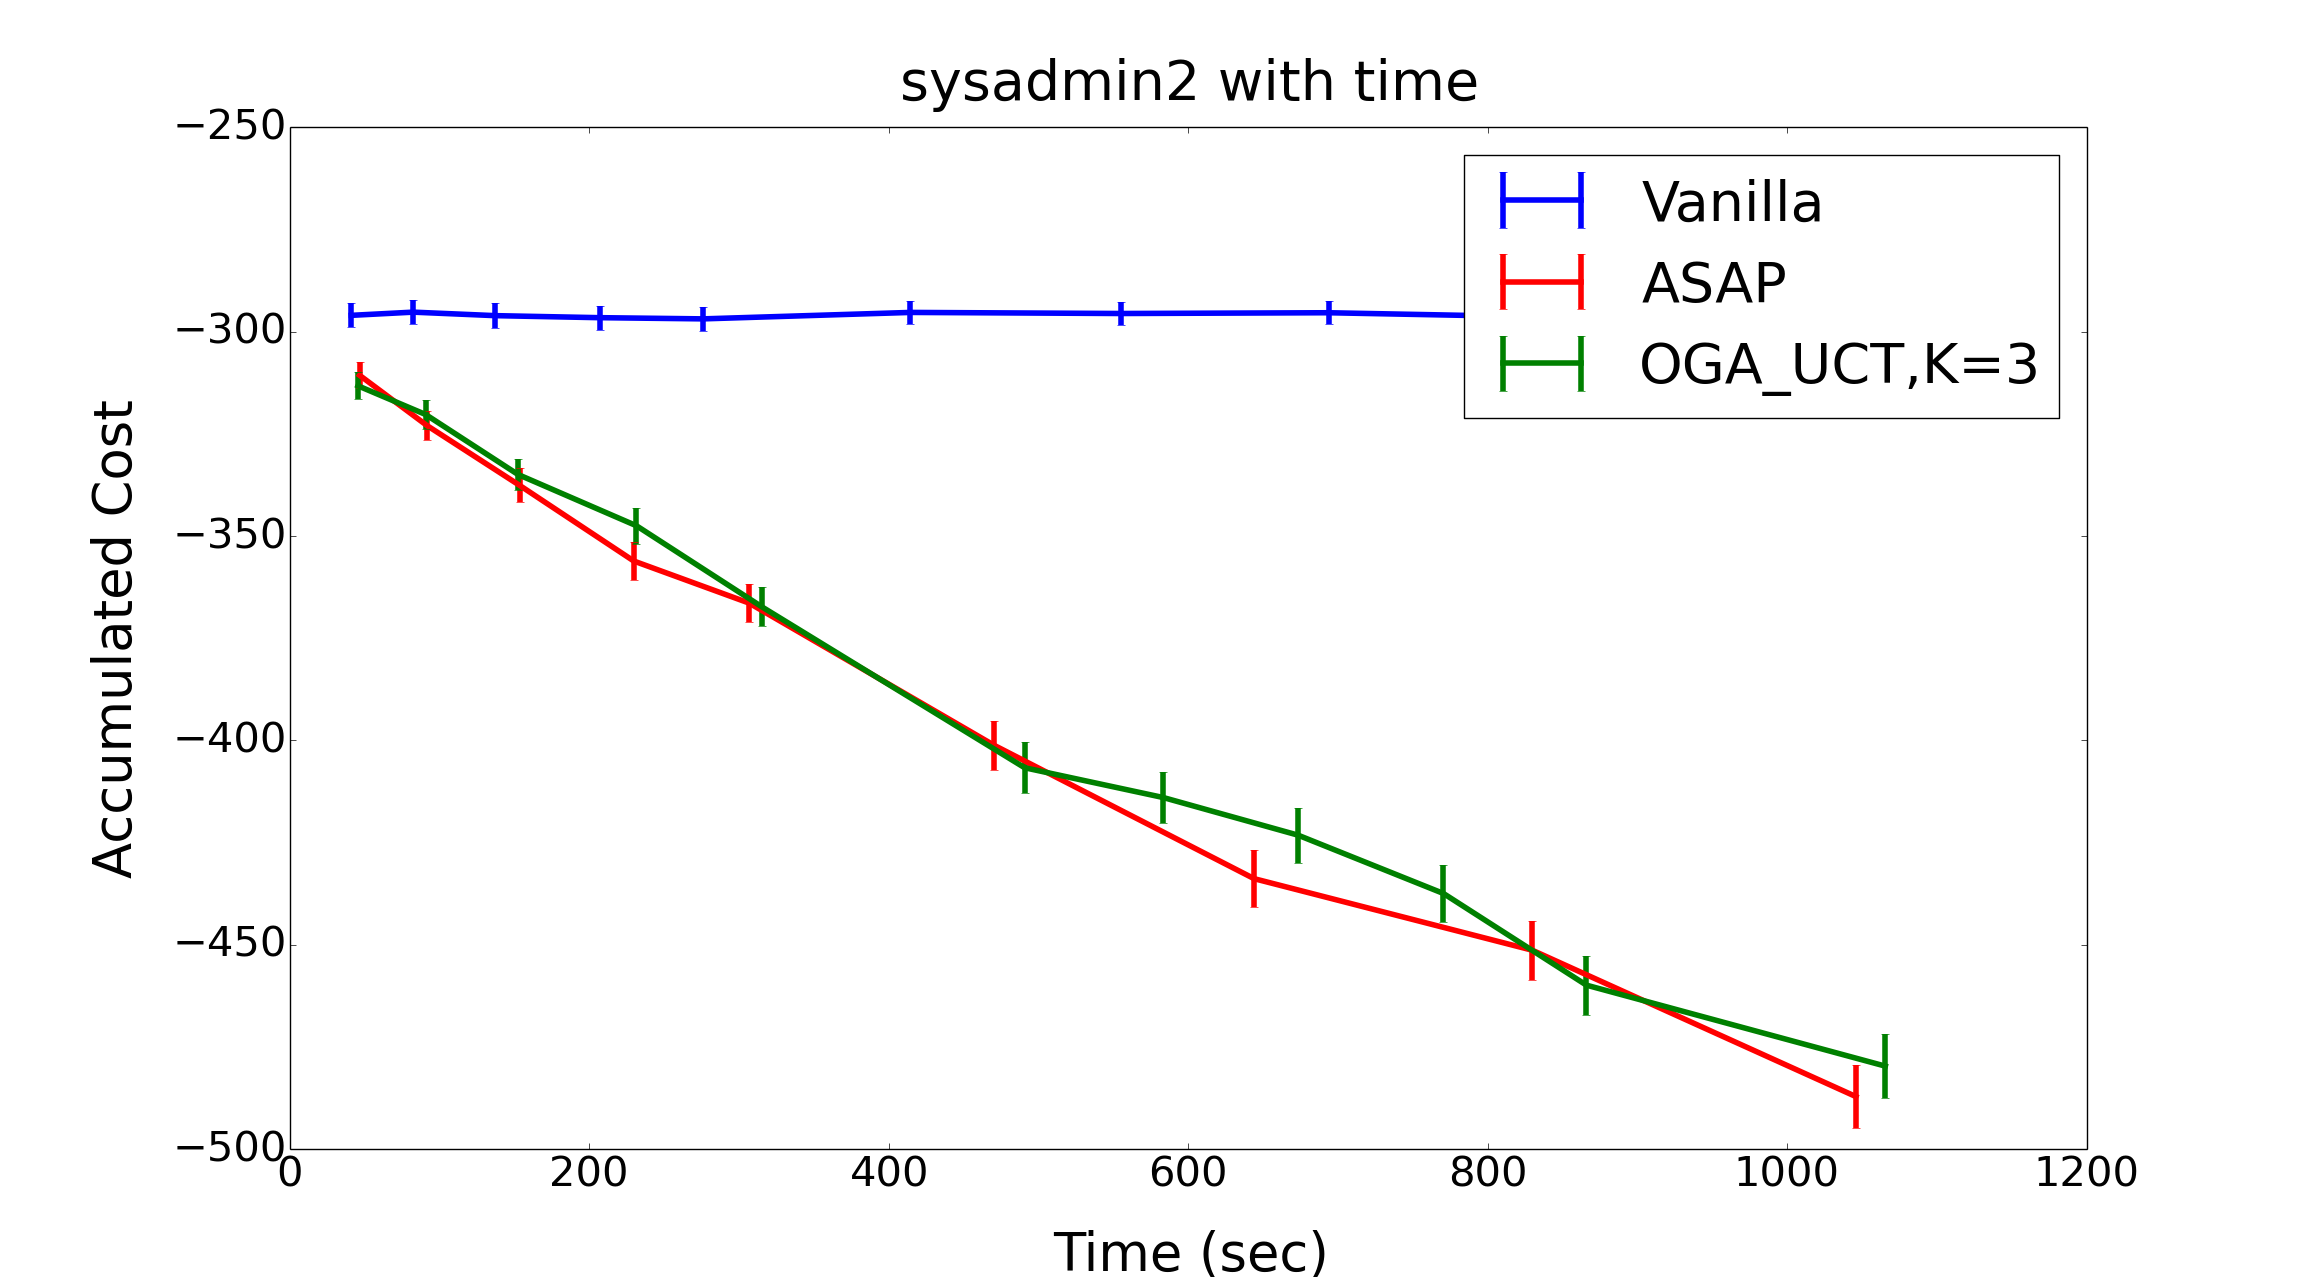 sysadmin2 with time
−250
−300
−350
−400
−450
−500
Accumulated Cost
Vanilla
ASAP
OGA_UCT,K=3
0 200 400 600 800 1000 1200
Time (sec)